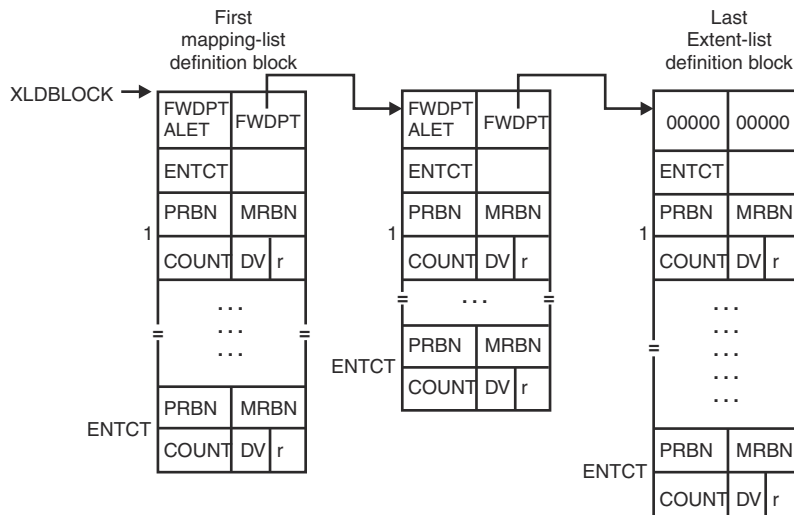 First
mapping-list
definition block
Last
Extent-list
definition block
XLDBLOCK
FWDPT
ALET
FWDPT
ENTCT
PRBN MRBN
1
COUNT DV r
. . .
= =
. . .
. . .
PRBN MRBN
ENTCT
COUNT DV r
FWDPT
ALET
FWDPT
ENTCT
PRBN MRBN
1
COUNT DV r
= . . . =
PRBN MRBN
ENTCT
COUNT DV r
00000 00000
ENTCT
PRBN MRBN
1
COUNT DV r
. . .
. . .
=
. . .
. . .
. . .
PRBN MRBN
ENTCT
COUNT DV r